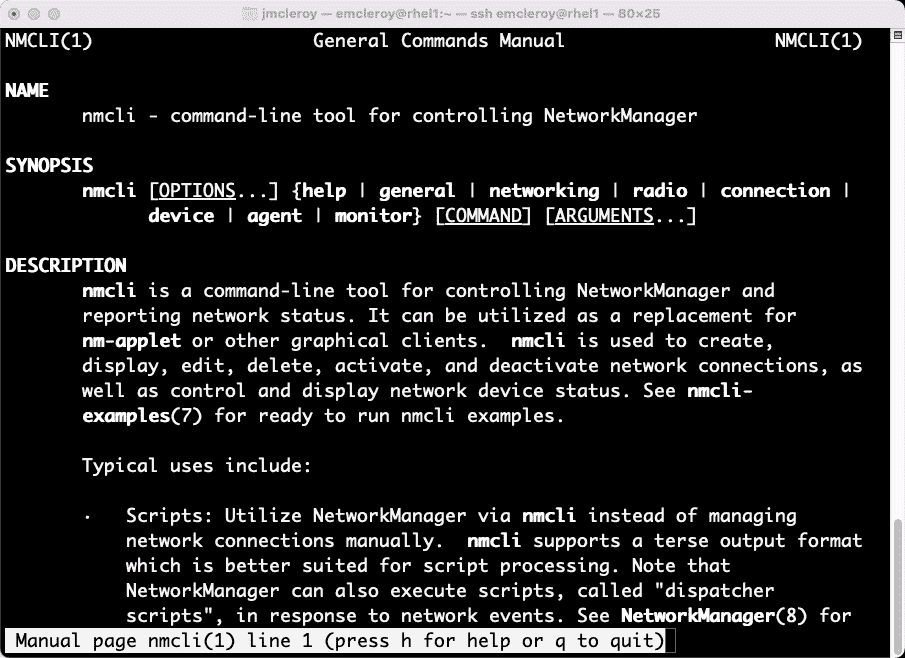 jmcleroy — emcleroy@rhel1:~ — ssh emcleroy@rhel1 — 80×25
NMCLI(1) General Commands Manual NMCLI(1)
NAME
nmcli - command-line tool for controlling NetworkManager
SYNOPSIS
nmcli [OPTIONS...] {help | general | networking | radio | connection |
device | agent | monitor} [COMMAND] [ARGUMENTS...]
DESCRIPTION
nmcli is a command-line tool for controlling NetworkManager and
reporting network status. It can be utilized as a replacement for
nm-applet or other graphical clients.  nmcli is used to create,
display, edit, delete, activate, and deactivate network connections, as
well as control and display network device status. See nmcli-
examples(7) for ready to run nmcli examples.
Typical uses include:
· Scripts: Utilize NetworkManager via nmcli instead of managing
network connections manually.  nmcli supports a terse output format
which is better suited for script processing. Note that
NetworkManager can also execute scripts, called "dispatcher
scripts", in response to network events. See NetworkManager(8) for
Manual page nmcli(1) line 1 (press h for help or q to quit)